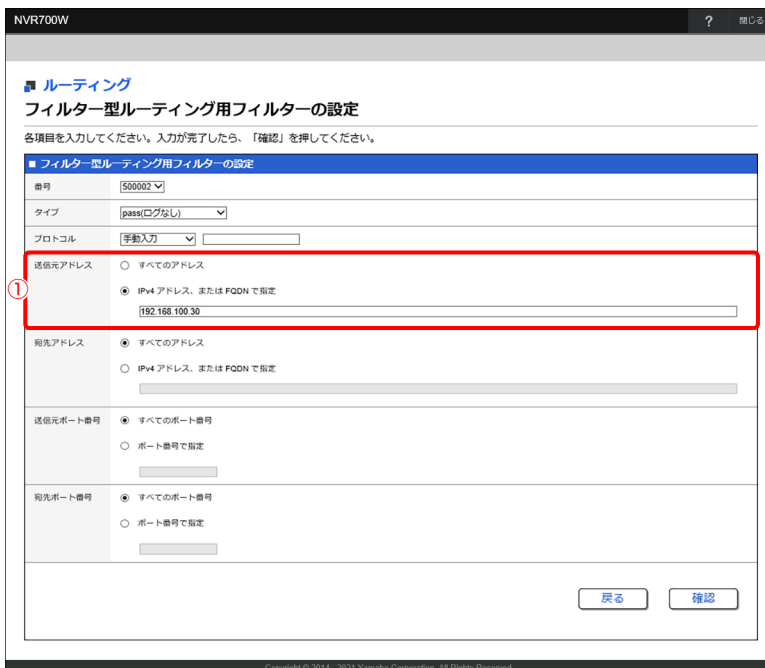 NVR700W
? 閉じる
ルーティング
フィルター型ルーティング用フィルターの設定
各項目を入力してください。入力が完了したら、「確認」を押してください。
■ フィルター型ルーティング用フィルターの設定
番号 500002
タイプ pass(ログなし)
プロトコル 手動入力
送信元アドレス すべてのアドレス
①
IPv4 アドレス、または FQDN で指定
192.168.100.30
宛先アドレス すべてのアドレス
IPv4 アドレス、または FQDN で指定
送信元ポート番号 すべてのポート番号
ポート番号で指定
宛先ポート番号 すべてのポート番号
ポート番号で指定
戻る 確認
Copyright © 2014 - 2021 Yamaha Corporation. All Rights Reserved.